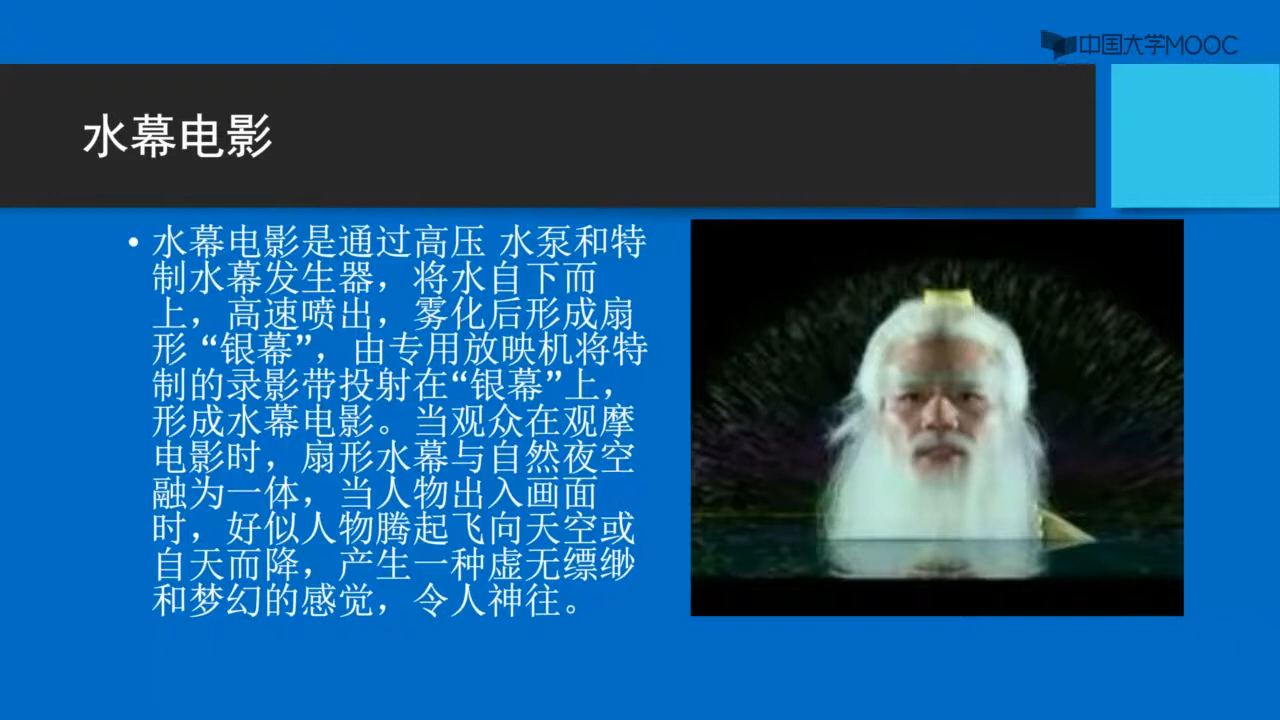 中国大学MOOC
水幕电影
• 水幕电影是通过高压 水泵和特
制水幕发生器，将水自下而
上，高速喷出，雾化后形成扇
形 “银幕”，由专用放映机将特
制的录影带投射在“银幕”上，
形成水幕电影。当观众在观摩
电影时，扇形水幕与自然夜空
融为一体，当人物出入画面
时，好似人物腾起飞向天空或
自天而降，产生一种虚无缥缈
和梦幻的感觉，令人神往。